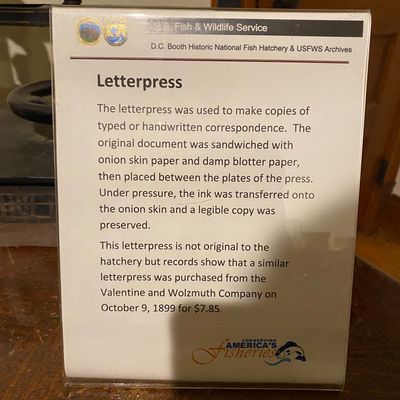 Fish & Wildlife Service
D.C. Booth Historic National Fish Hatchery & USFWS Archives
Letterpress
The letterpress was used to make copies of
typed or handwritten correspondence. The
original document was sandwiched with
onion skin paper and damp blotter paper,
then placed between the plates of the press.
Under pressure, the ink was transferred onto
the onion skin and a legible copy was
preserved.
This letterpress is not original to the
hatchery but records show that a similar
letterpress was purchased from the
Valentine and Wolzmuth Company on
October 9, 1899 for $7.85.
CONSERVING
AMERICA'S
Fisheries